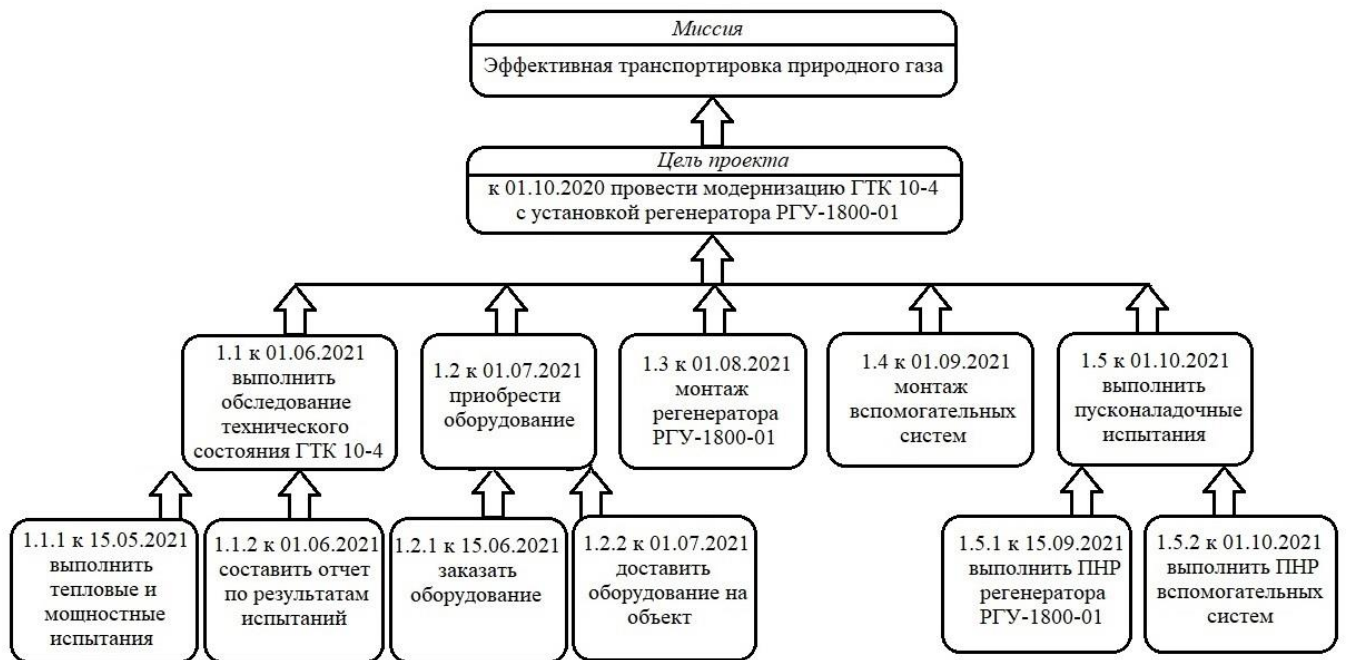 Миссия
Эффективная транспортировка природного газа
Цель проекта
к 01.10.2020 провести модернизацию ГТК 10-4
с установкой регенератора РГУ-1800-01
1.1 к 01.06.2021
выполнить
обследование
технического
состояния ГТК 10-4
1.2 к 01.07.2021
приобрести
оборудование
1.3 к 01.08.2021
монтаж
регенератора
РГУ-1800-01
1.4 к 01.09.2021
монтаж
вспомогательных
систем
1.5 к 01.10.2021
выполнить
пусконаладочные
испытания
1.1.1 к 15.05.2021
выполнить
тепловые и
мощностные
испытания
1.1.2 к 01.06.2021
составить отчет
по результатам
испытаний
1.2.1 к 15.06.2021
заказать
оборудование
1.2.2 к 01.07.2021
доставить
оборудование на
объект
1.5.1 к 15.09.2021
выполнить ПНР
регенератора
РГУ-1800-01
1.5.2 к 01.10.2021
выполнить ПНР
вспомогательных
систем